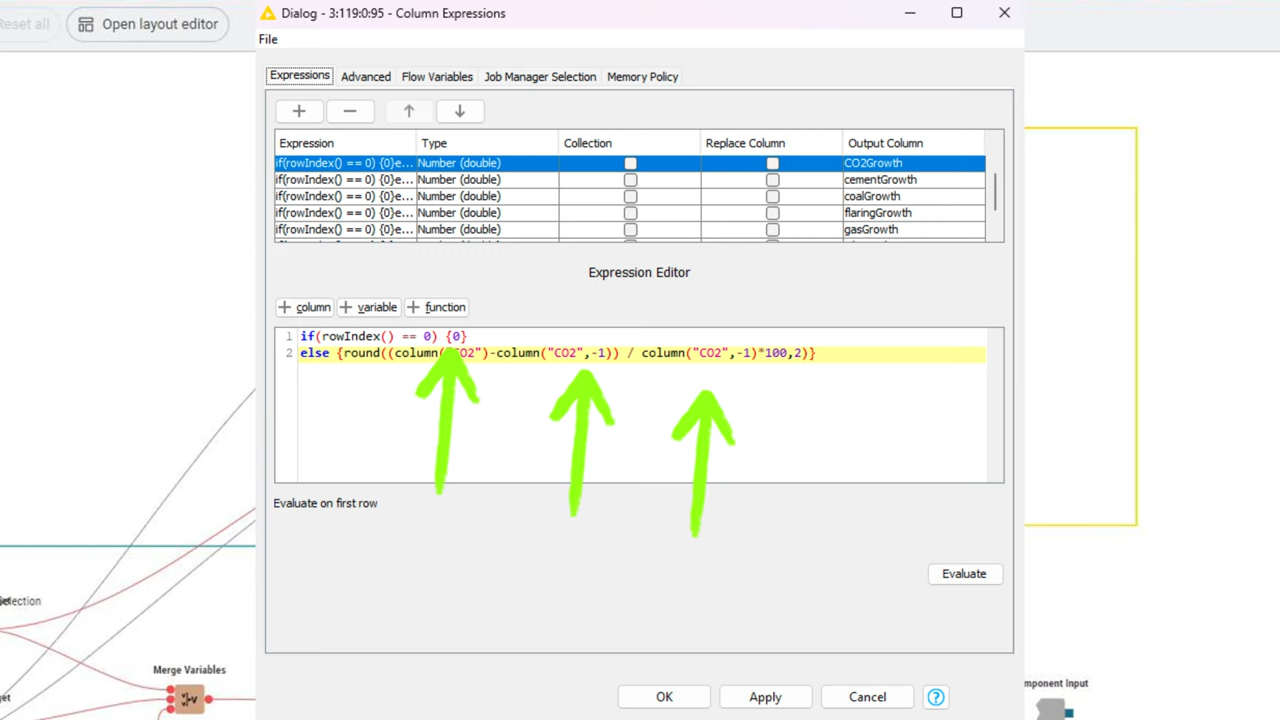 Reset all
Open layout editor
Dialog - 3:119:0:95 - Column Expressions
File
Expressions Advanced Flow Variables Job Manager Selection Memory Policy
Expression Type Collection Replace Column Output Column
if(rowIndex() == 0) {0}e... Number (double) CO2Growth
if(rowIndex() == 0) {0}e... Number (double) cementGrowth
if(rowIndex() == 0) {0}e... Number (double) coalGrowth
if(rowIndex() == 0) {0}e... Number (double) flaringGrowth
if(rowIndex() == 0) {0}e... Number (double) gasGrowth
Expression Editor
+ column + variable + function
1 if(rowIndex() == 0) {0}
2 else {round((column("CO2")-column("CO2",-1)) / column("CO2",-1)*100,2)}
Evaluate on first row
Evaluate
Merge Variables
mponent Input
OK Apply Cancel ?